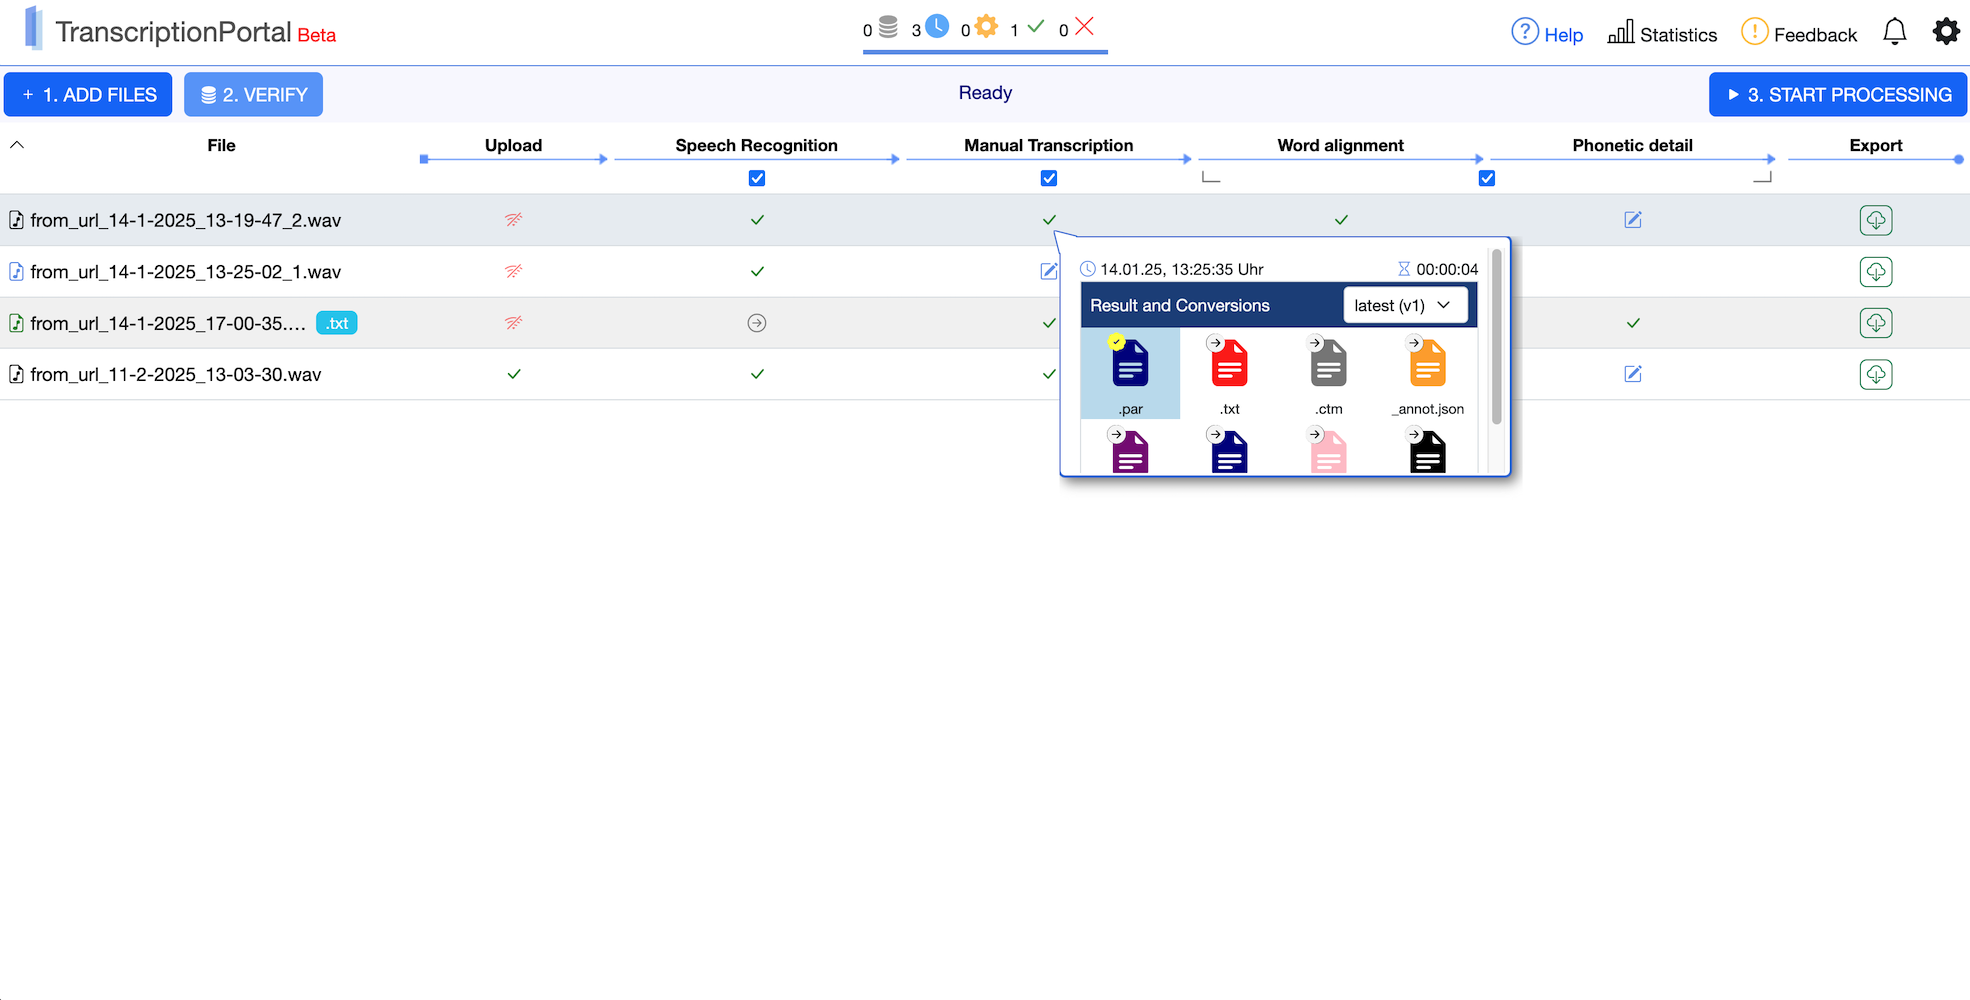 TranscriptionPortal Beta
0 3 0 1 0
Help Statistics Feedback
+ 1. ADD FILES 2. VERIFY Ready 3. START PROCESSING
File Upload Speech Recognition Manual Transcription Word alignment Phonetic detail Export
from_url_14-1-2025_13-19-47_2.wav
from_url_14-1-2025_13-25-02_1.wav
from_url_14-1-2025_17-00-35.... .txt
from_url_11-2-2025_13-03-30.wav
14.01.25, 13:25:35 Uhr 00:00:04
Result and Conversions latest (v1)
.par .txt .ctm _annot.json